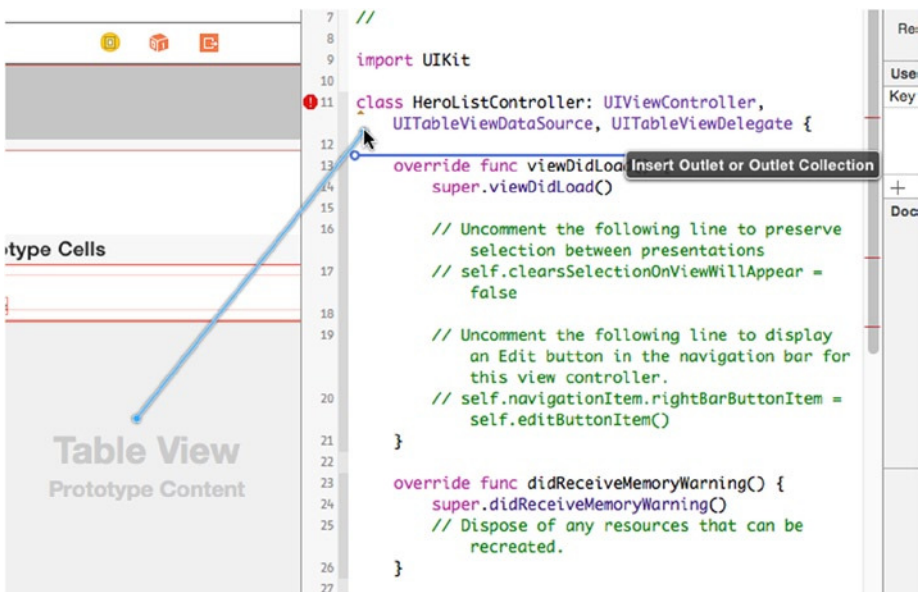 7 //
8
9 import UIKit
10
11 class HeroListController: UIViewController,
UITableViewDataSource, UITableViewDelegate {
12
13 override func viewDidLoa
Insert Outlet or Outlet Collection
14 super.viewDidLoad()
15
16 // Uncomment the following line to preserve
selection between presentations
17 // self.clearsSelectionOnViewWillAppear =
false
18
19 // Uncomment the following line to display
an Edit button in the navigation bar for
this view controller.
20 // self.navigationItem.rightBarButtonItem =
self.editButtonItem()
21 }
22
23 override func didReceiveMemoryWarning() {
24 super.didReceiveMemoryWarning()
25 // Dispose of any resources that can be
recreated.
26 }
27
type Cells
Table View
Prototype Content
Re
Use
Key
+
Doc